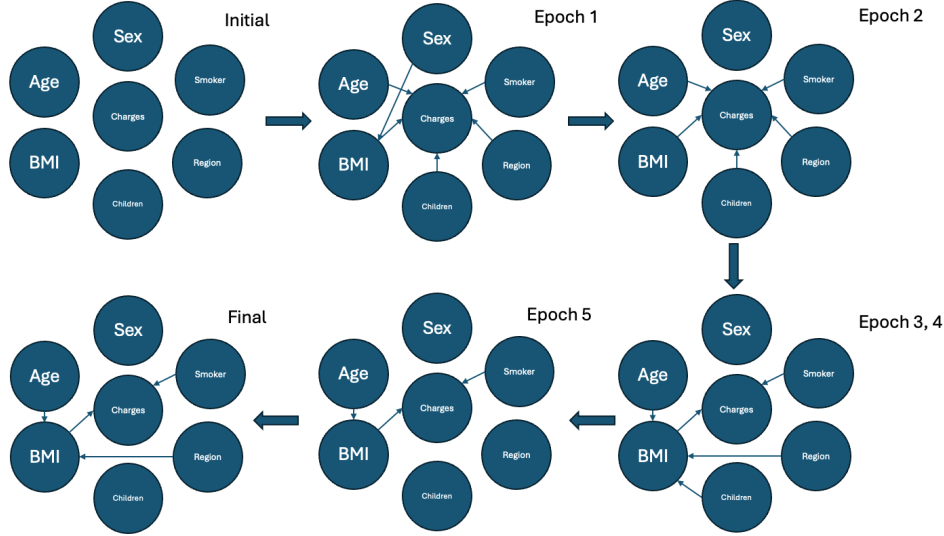 Initial
Sex
Age
Smoker
Charges
BMI
Region
Children
Epoch 1
Sex
Age
Smoker
Charges
BMI
Region
Children
Epoch 2
Sex
Age
Smoker
Charges
BMI
Region
Children
Epoch 3, 4
Sex
Age
Smoker
Charges
BMI
Region
Children
Epoch 5
Sex
Age
Smoker
Charges
BMI
Region
Children
Final
Sex
Age
Smoker
Charges
BMI
Region
Children